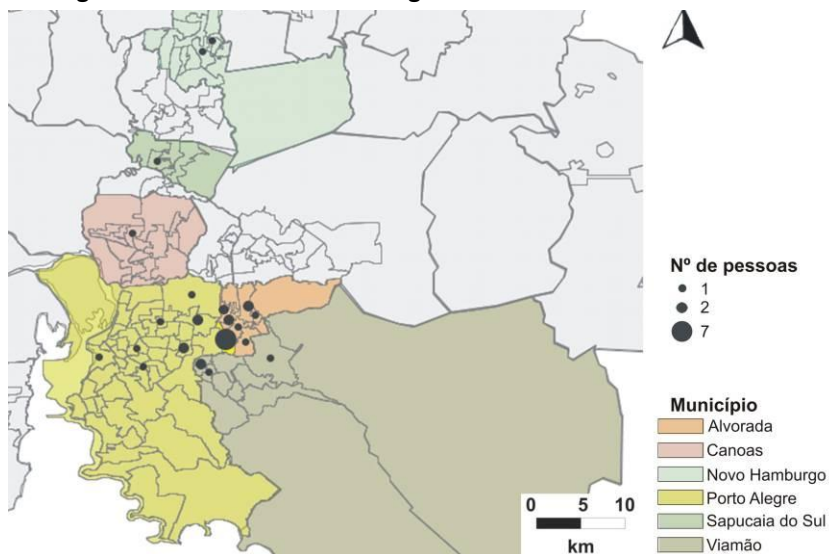 Nº de pessoas
1
2
7
Município
Alvorada
Canoas
Novo Hamburgo
Porto Alegre
Sapucaia do Sul
Viamão
0 5 10
km